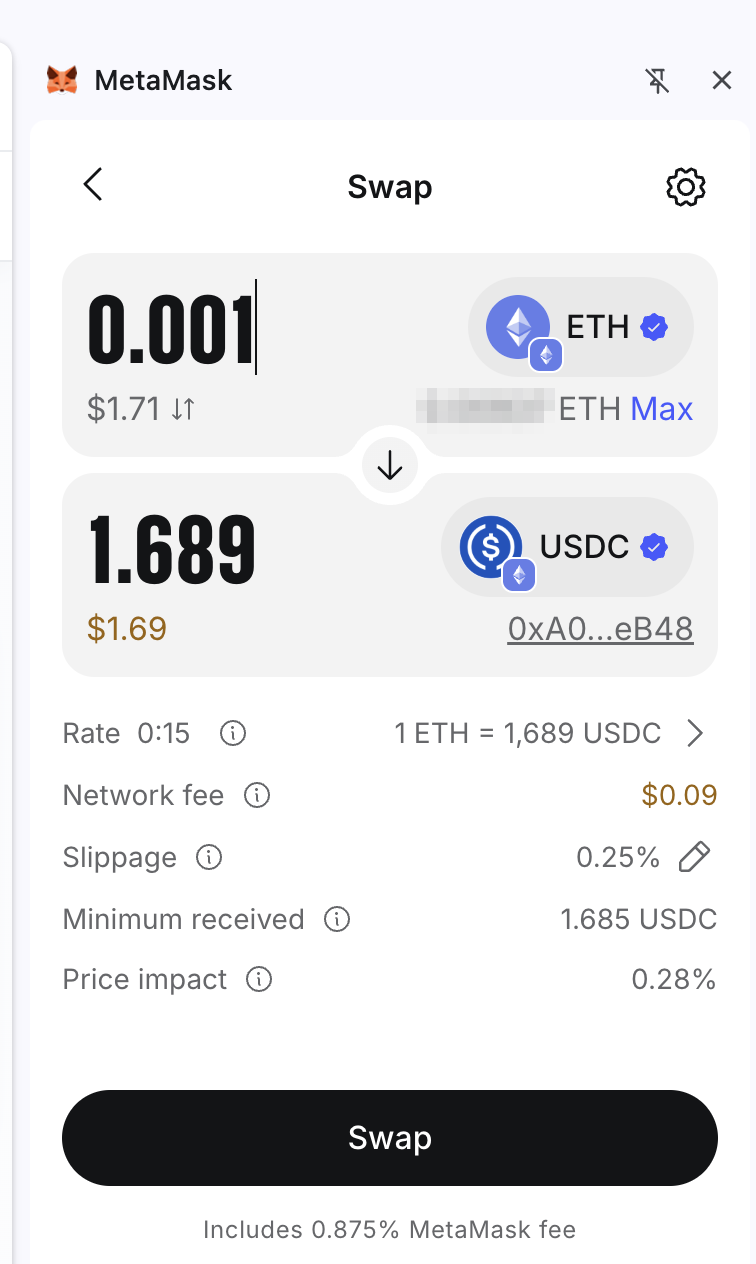 MetaMask
Swap
0.001
ETH
$1.71
ETH Max
1.689
USDC
$1.69
0xA0...eB48
Rate 0:15
1 ETH = 1,689 USDC
Network fee
$0.09
Slippage
0.25%
Minimum received
1.685 USDC
Price impact
0.28%
Swap
Includes 0.875% MetaMask fee